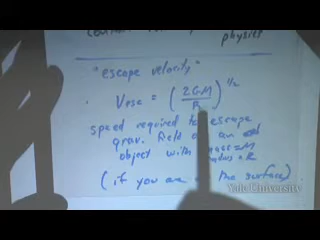 physics
"escape velocity"
Vesc = (2GM/R)^1/2
speed required to escape
grav. field of an
object with mass=M
radius=R
(if you are the surface)
Yale University